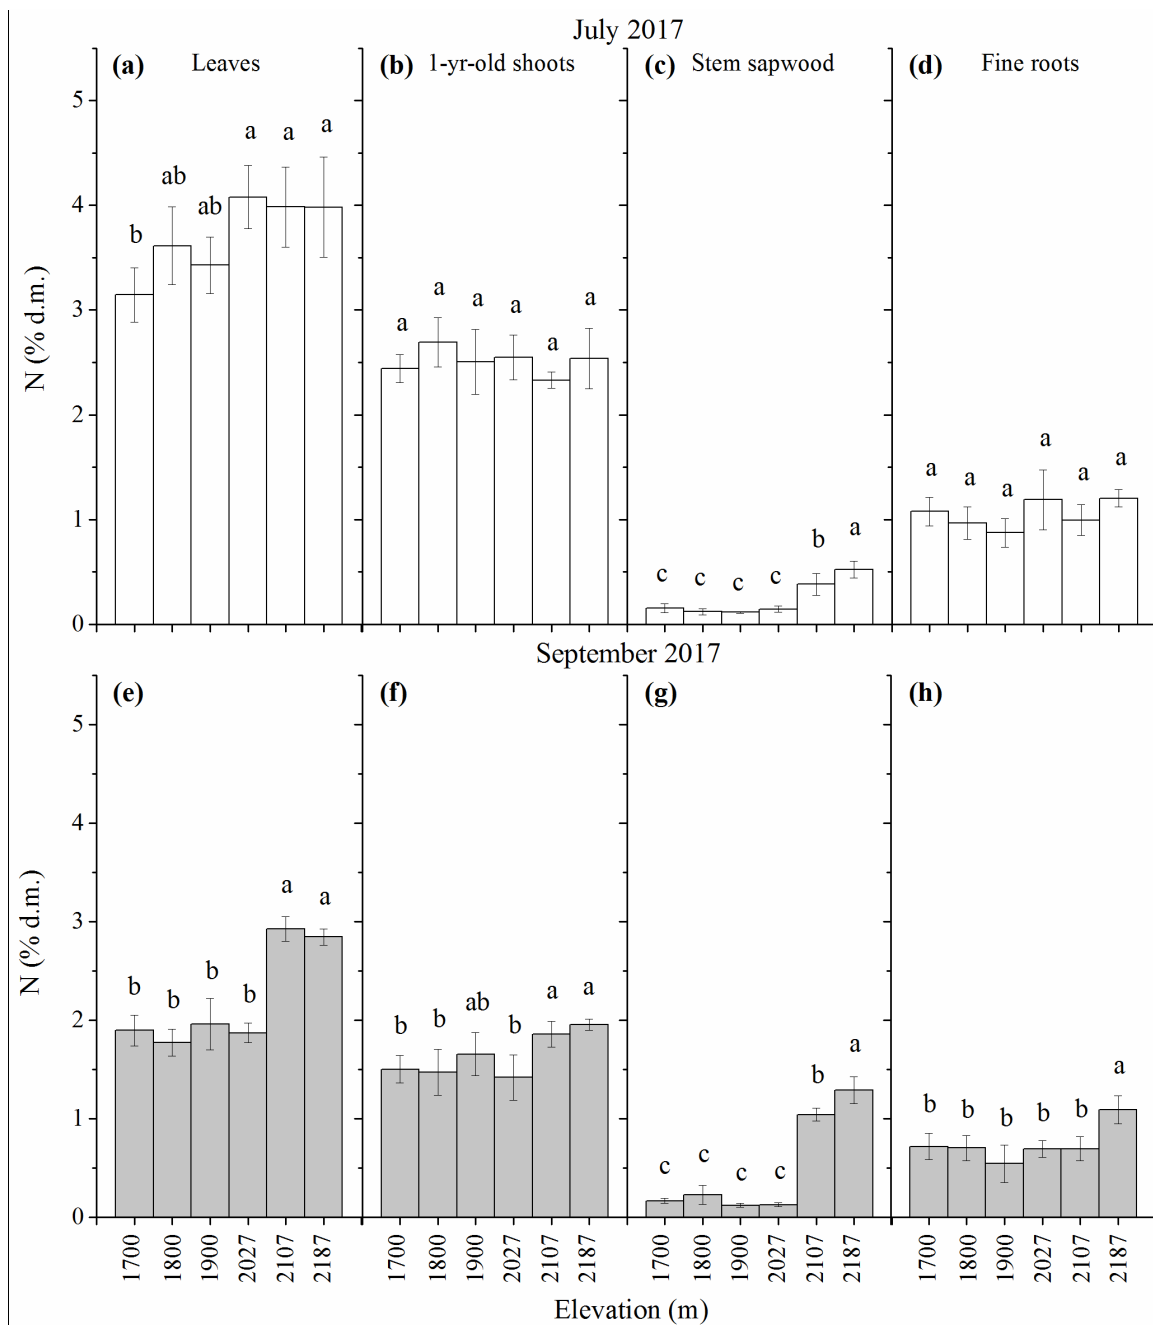 July 2017
(a) Leaves
(b) 1-yr-old shoots
(c) Stem sapwood
(d) Fine roots
N (% d.m.)
5
4
3
2
1
0
b ab ab a a a
a a a a a a
c c c c b a
a a a a a a
September 2017
(e)
(f)
(g)
(h)
N (% d.m.)
5
4
3
2
1
0
b b b b a a
b b ab b a a
c c c c b a
b b b b b a
1700 1800 1900 2027 2107 2187
1700 1800 1900 2027 2107 2187
1700 1800 1900 2027 2107 2187
1700 1800 1900 2027 2107 2187
Elevation (m)